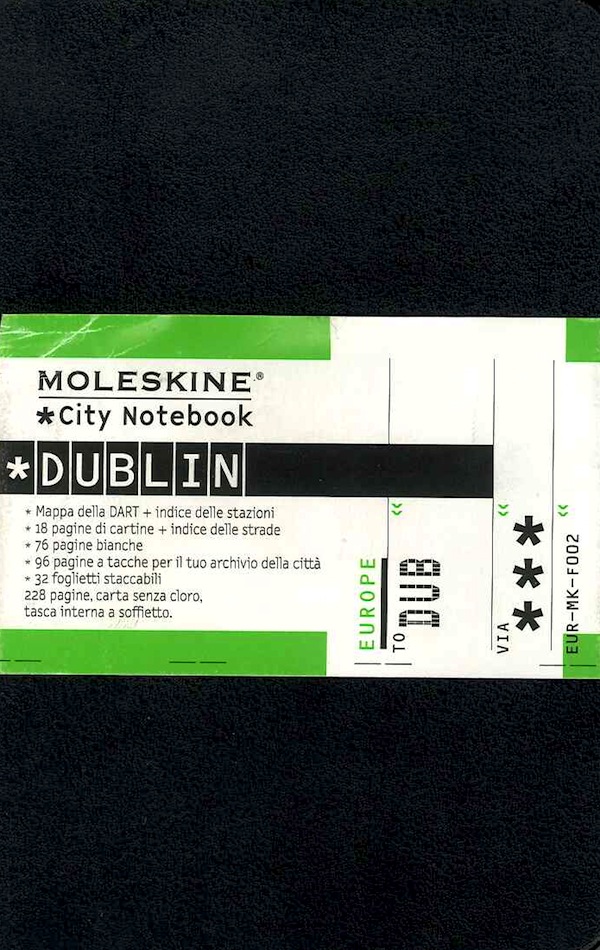 MOLESKINE®
*City Notebook
*DUBLIN
* Mappa della DART + indice delle stazioni
* 18 pagine di cartine + indice delle strade
* 76 pagine bianche
* 96 pagine a tacche per il tuo archivio della città
* 32 foglietti staccabili
228 pagine, carta senza cloro,
tasca interna a soffietto.
EUROPE
TO DUB
VIA ***
EUR-MK-F002